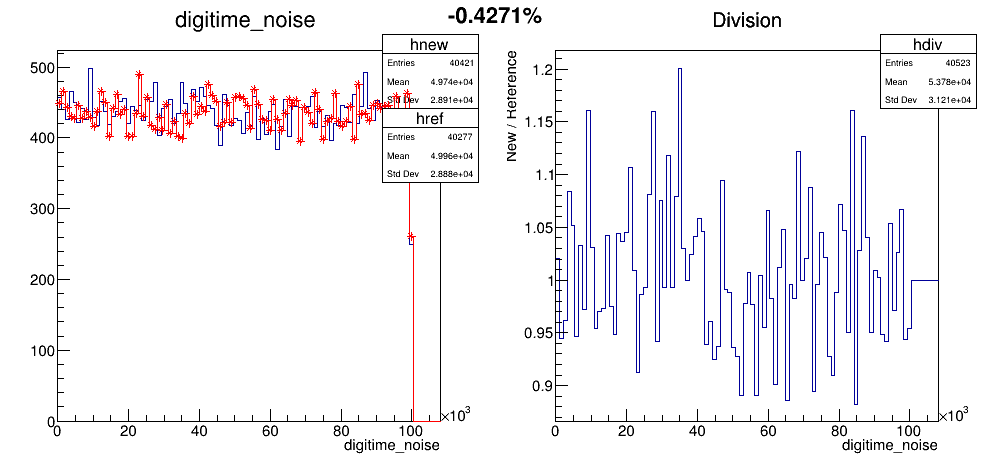 -0.4271%
digitime_noise
hnew
Entries 40421
Mean 4.974e+04
Std Dev 2.891e+04
href
Entries 40277
Mean 4.996e+04
Std Dev 2.888e+04
500
400
300
200
100
0
0 20 40 60 80 100
×10³
digitime_noise
Division
hdiv
Entries 40523
Mean 5.378e+04
Std Dev 3.121e+04
New / Reference
1.2
1.15
1.1
1.05
1
0.95
0.9
0 20 40 60 80 100
×10³
digitime_noise